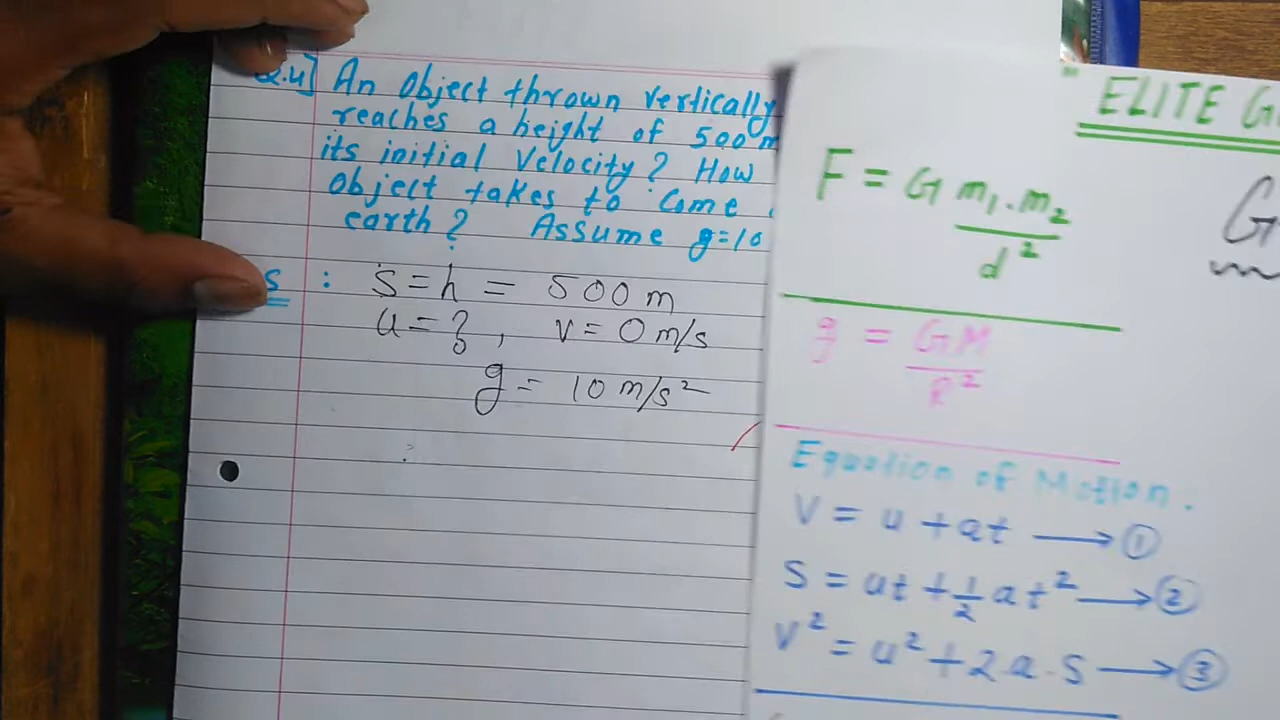 Q.4] An Object thrown vertically
reaches a height of 500m
its initial Velocity? How
object takes to Come
earth? Assume g=10
S : S = h = 500m
u = ?, v = 0 m/s
g = 10 m/s²
" ELITE G
F = G m₁.m₂/d²
G
g = GM/R²
Equation of Motion.
V = u + at → ①
S = ut + 1/2 at² → ②
V² = u² + 2a.S → ③